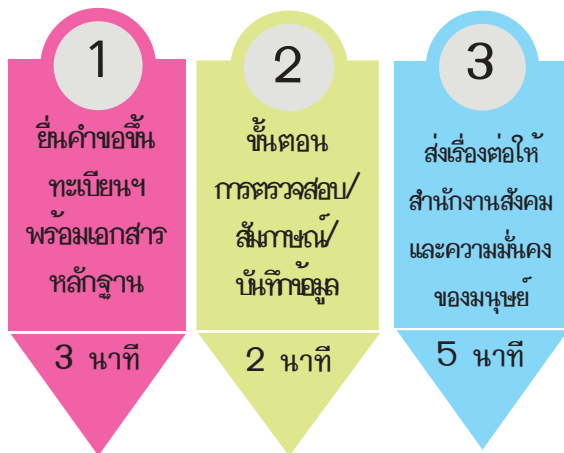 1
ยื่นคำขอขึ้น
ทะเบียนฯ
พร้อมเอกสาร
หลักฐาน
3 นาที
2
ขั้นตอน
การตรวจสอบ/
สัมภาษณ์/
บันทึกข้อมูล
2 นาที
3
ส่งเรื่องต่อให้
สำนักงานสังคม
และความมั่นคง
ของมนุษย์
5 นาที